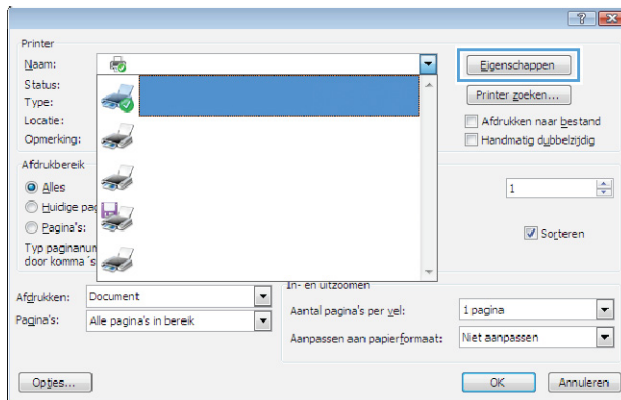 Printer
Naam:
Eigenschappen
Status:
Type:
Printer zoeken...
Locatie:
Afdrukken naar bestand
Opmerking:
Handmatig dubbelzijdig
Afdrukbereik
Alles
1
Huidige
Pagina's:
Sorteren
Typ
door komma's
In- en uitzoomen
Afdrukken: Document
Aantal pagina's per vel: 1 pagina
Pagina's: Alle pagina's in bereik
Aanpassen aan papierformaat: Niet aanpassen
Opties...
OK
Annuleren